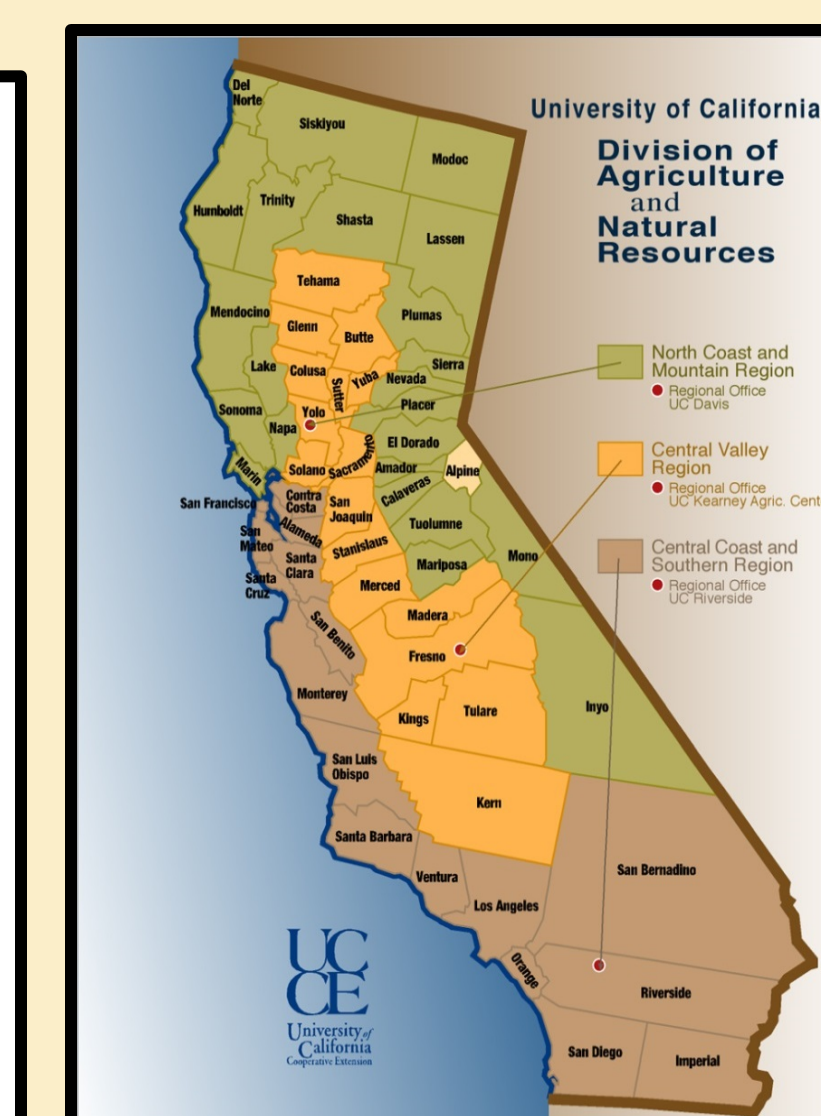 University of California
Division of
Agriculture
and
Natural
Resources
Del
Norte
Siskiyou
Modoc
Humboldt
Trinity
Shasta
Lassen
Tehama
Mendocino
Glenn
Butte
Plumas
Lake
Colusa
Sutter
Yuba
Nevada
Sierra
Placer
Sonoma
Napa
Yolo
El Dorado
Marin
Solano
Sacramento
Amador
Alpine
San Francisco
Contra
Costa
San
Joaquin
Calaveras
Tuolumne
Alameda
San
Mateo
Santa
Clara
Stanislaus
Santa
Cruz
Merced
Mariposa
Mono
Madera
San Benito
Fresno
Monterey
Kings
Tulare
Inyo
San Luis
Obispo
Kern
Santa Barbara
Ventura
Los Angeles
San Bernadino
Orange
Riverside
San Diego
Imperial
North Coast and
Mountain Region
Regional Office
UC Davis
Central Valley
Region
Regional Office
UC Kearney Agric. Cent
Central Coast and
Southern Region
Regional Office
UC Riverside
UC
CE
University of
California
Cooperative Extension